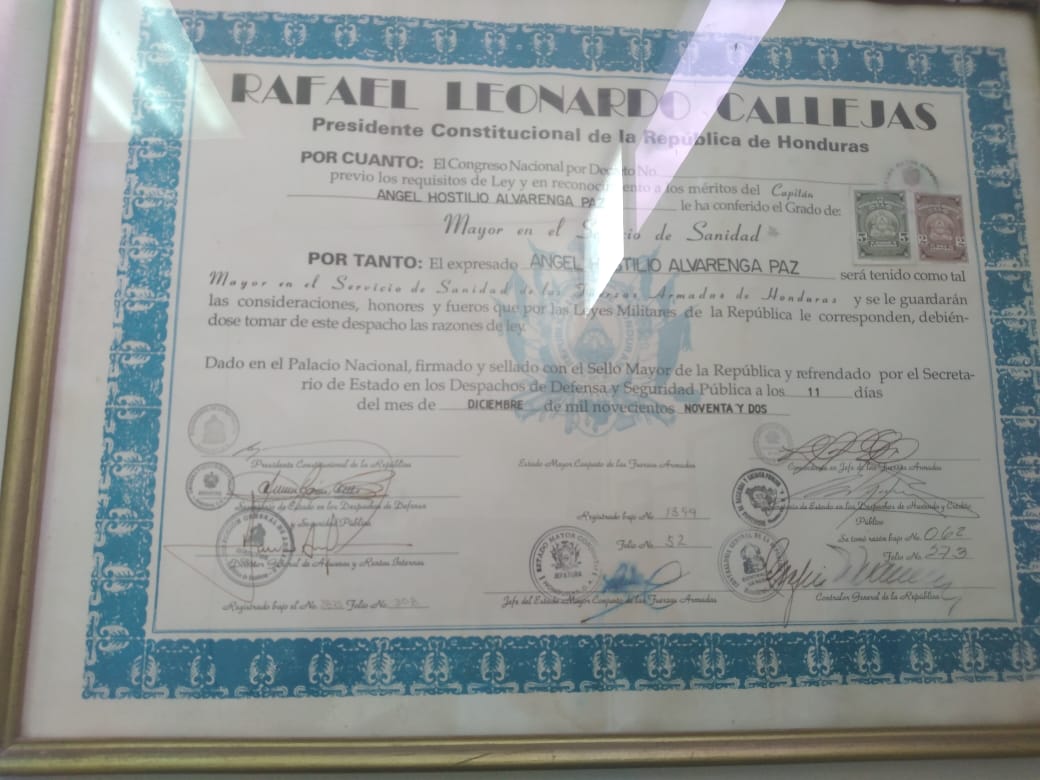 RAFAEL LEONARDO CALLEJAS
Presidente Constitucional de la República de Honduras
POR CUANTO: El Congreso Nacional por Decreto No.
previo los requisitos de Ley y en reconocimiento a los méritos del Capitán
ANGEL HOSTILIO ALVARENGA PAZ le ha conferido el Grado de:
Mayor en el Servicio de Sanidad
POR TANTO: El expresado ANGEL HOSTILIO ALVARENGA PAZ será tenido como tal
Mayor en el Servicio de Sanidad de las Fuerzas Armadas de Honduras y se le guardarán
las consideraciones, honores y fueros que por las Leyes Militares de la República le corresponden, debién-
dose tomar de este despacho las razones de ley.
Dado en el Palacio Nacional, firmado y sellado con el Sello Mayor de la República y refrendado por el Secreta-
rio de Estado en los Despachos de Defensa y Seguridad Pública a los 11 días
del mes de DICIEMBRE de mil novecientos NOVENTA Y DOS
Presidente Constitucional de la República
Estado Mayor Conjunto de las Fuerzas Armadas
Comandante en Jefe de las Fuerzas Armadas
Secretario de Estado en los Despachos de Defensa
y Seguridad Pública
Secretario de Estado en los Despachos de Hacienda y Crédito
Público
Registrado bajo No. 1399
Folio No. 52
Se tomó razón bajo No. 062
Folio No. 273
Director General de Aduanas y Rentas Internas
Registrado bajo el No. Folio No.
Jefe del Estado Mayor Conjunto de las Fuerzas Armadas
Contralor General de la República